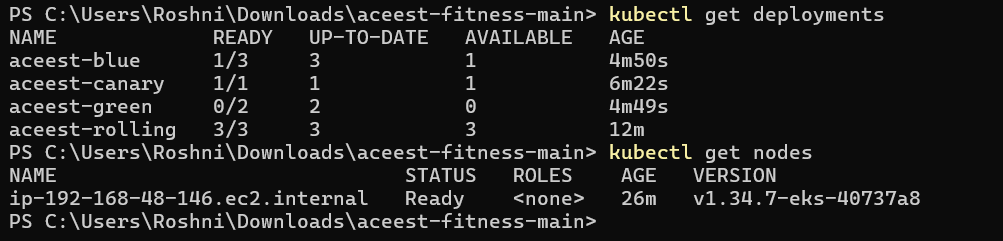 PS C:\Users\Roshni\Downloads\aceest-fitness-main> kubectl get deployments
NAME READY UP-TO-DATE AVAILABLE AGE
aceest-blue 1/3 3 1 4m50s
aceest-canary 1/1 1 1 6m22s
aceest-green 0/2 2 0 4m49s
aceest-rolling 3/3 3 3 12m
PS C:\Users\Roshni\Downloads\aceest-fitness-main> kubectl get nodes
NAME STATUS ROLES AGE VERSION
ip-192-168-48-146.ec2.internal Ready <none> 26m v1.34.7-eks-40737a8
PS C:\Users\Roshni\Downloads\aceest-fitness-main>